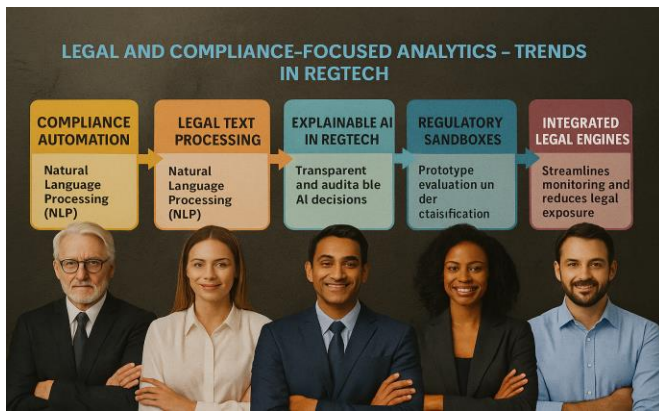 LEGAL AND COMPLIANCE–FOCUSED ANALYTICS – TRENDS
IN REGTECH
COMPLIANCE
AUTOMATION
Natural
Language
Processing
(NLP)
LEGAL TEXT
PROCESSING
Natural
Language
Processing
(NLP)
EXPLAINABLE AI
IN REGTECH
Transparent
and audita ble
AI decisions
REGULATORY
SANDBOXES
Prototype
evaluation un
der
ctaisification
INTEGRATED
LEGAL ENGINES
Streamlines
monitoring and
reduces legal
exposure